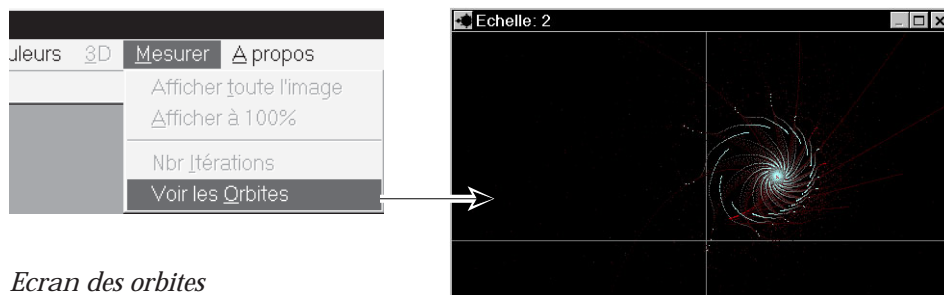 uleurs 3D Mesurer A propos
Afficher toute l'image
Afficher à 100%
Nbr Itérations
Voir les Orbites
Echelle: 2
Ecran des orbites